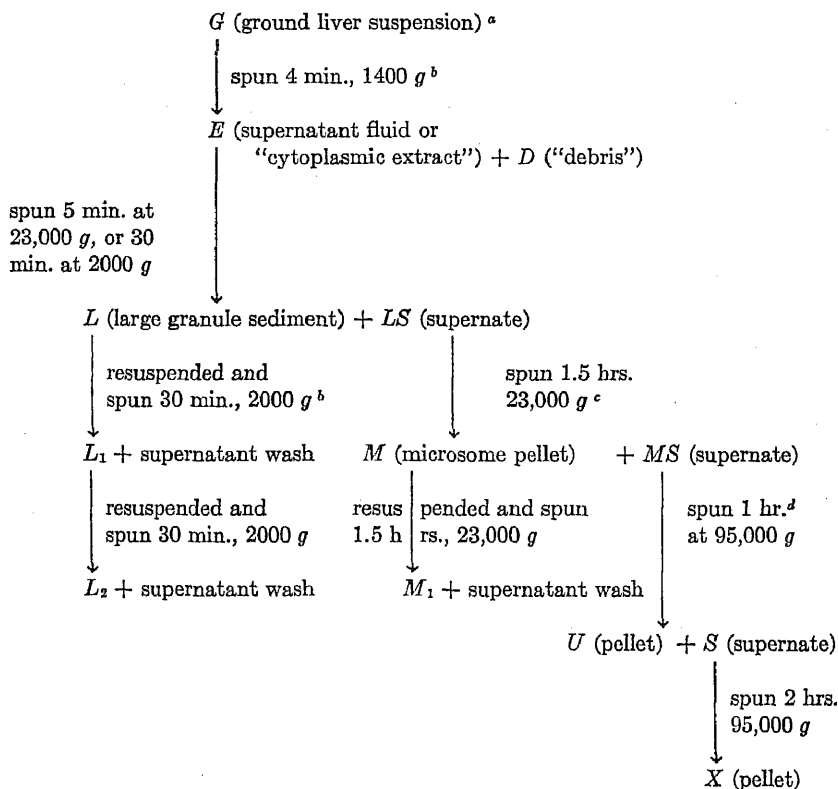 G (ground liver suspension) a
spun 4 min., 1400 g b
E (supernatant fluid or
“cytoplasmic extract”) + D (“debris”)
spun 5 min. at
23,000 g, or 30
min. at 2000 g
L (large granule sediment) + LS (supernate)
resuspended and
spun 30 min., 2000 g b
spun 1.5 hrs.
23,000 g c
L₁ + supernatant wash
M (microsome pellet) + MS (supernate)
resuspended and
spun 30 min., 2000 g
resus pended and spun
1.5 h rs., 23,000 g
spun 1 hr.d
at 95,000 g
L₂ + supernatant wash
M₁ + supernatant wash
U (pellet) + S (supernate)
spun 2 hrs.
95,000 g
X (pellet)